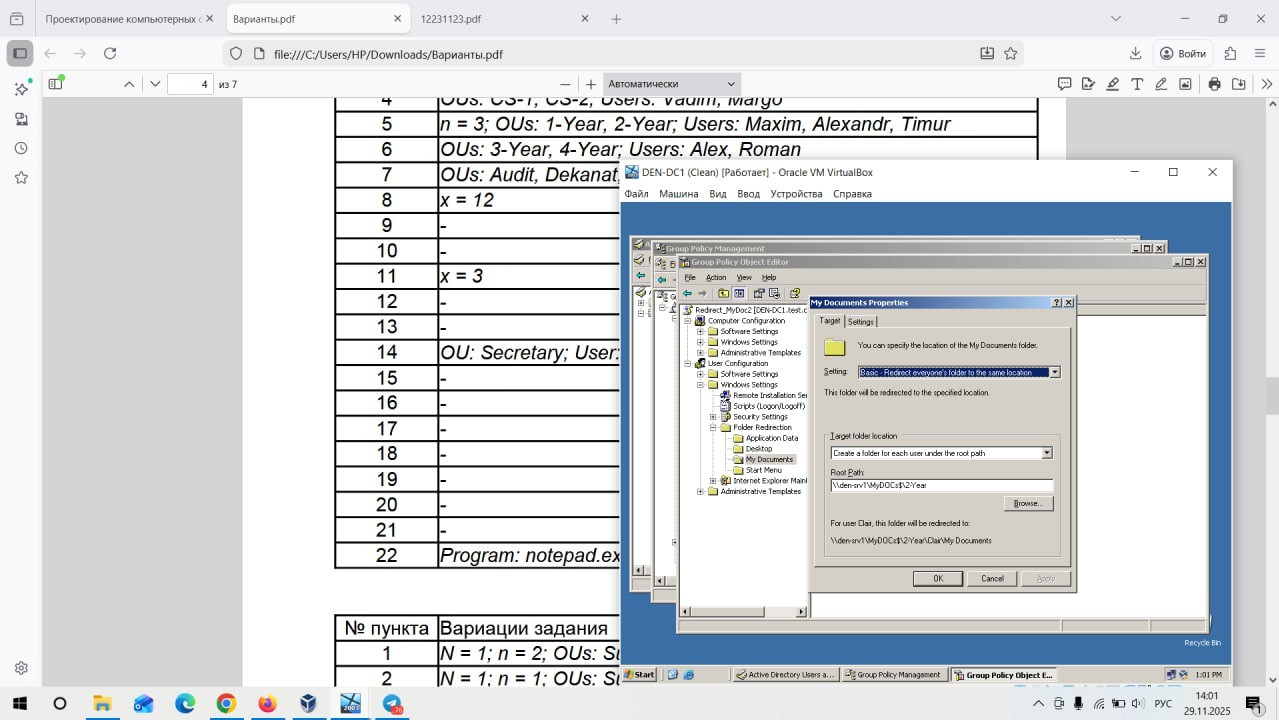 Проектирование компьютерных с
Варианты.pdf
12231123.pdf
file:///C:/Users/HP/Downloads/Варианты.pdf
Войти
4 из 7
Автоматически
4 OUs: CS-1, CS-2; Users: Vadim, Margo
5 n = 3; OUs: 1-Year, 2-Year; Users: Maxim, Alexandr, Timur
6 OUs: 3-Year, 4-Year; Users: Alex, Roman
7 OUs: Audit, Dekanat,
8 x = 12
9 -
10 -
11 x = 3
12 -
13 -
14 OU: Secretary; User:
15 -
16 -
17 -
18 -
19 -
20 -
21 -
22 Program: notepad.ex
№ пункта Вариации задания
1 N = 1; n = 2; OUs: Su
2 N = 1; n = 1; OUs: Su
DEN-DC1 (Clean) [Работает] - Oracle VM VirtualBox
Файл Машина Вид Ввод Устройства Справка
Group Policy Management
Group Policy Object Editor
File Action View Help
Redirect_MyDoc2 [DEN-DC1.test.c
Computer Configuration
Software Settings
Windows Settings
Administrative Templates
User Configuration
Software Settings
Windows Settings
Remote Installation Ser
Scripts (Logon/Logoff)
Security Settings
Folder Redirection
Application Data
Desktop
My Documents
Start Menu
Internet Explorer Maint
Administrative Templates
My Documents Properties
Target Settings
You can specify the location of the My Documents folder.
Setting: Basic - Redirect everyone's folder to the same location
This folder will be redirected to the specified location.
Target folder location
Create a folder for each user under the root path
Root Path:
\\den-srv1\MyDOCs$\2-Year
Browse...
For user Clair, this folder will be redirected to:
\\den-srv1\MyDOCs$\2-Year\Clair\My Documents
OK Cancel Apply
Recycle Bin
Start Active Directory Users a... Group Policy Management Group Policy Object E... 1:01 PM
РУС
14:01
29.11.2025